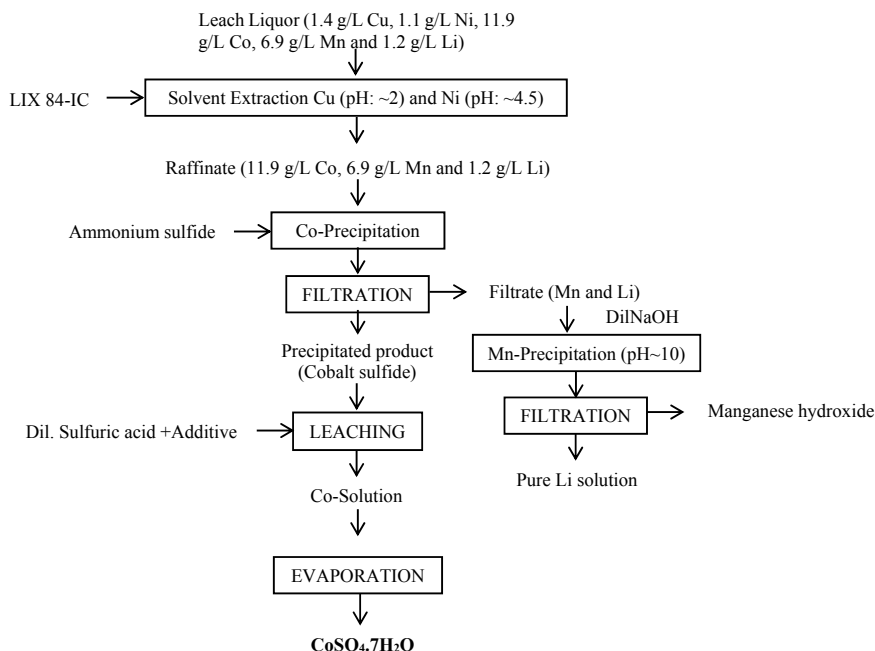 Leach Liquor (1.4 g/L Cu, 1.1 g/L Ni, 11.9
g/L Co, 6.9 g/L Mn and 1.2 g/L Li)
LIX 84-IC
Solvent Extraction Cu (pH: ~2) and Ni (pH: ~4.5)
Raffinate (11.9 g/L Co, 6.9 g/L Mn and 1.2 g/L Li)
Ammonium sulfide
Co-Precipitation
FILTRATION
Filtrate (Mn and Li)
DilNaOH
Precipitated product
(Cobalt sulfide)
Mn-Precipitation (pH~10)
Dil. Sulfuric acid +Additive
LEACHING
FILTRATION
Manganese hydroxide
Co-Solution
Pure Li solution
EVAPORATION
CoSO₄.7H₂O